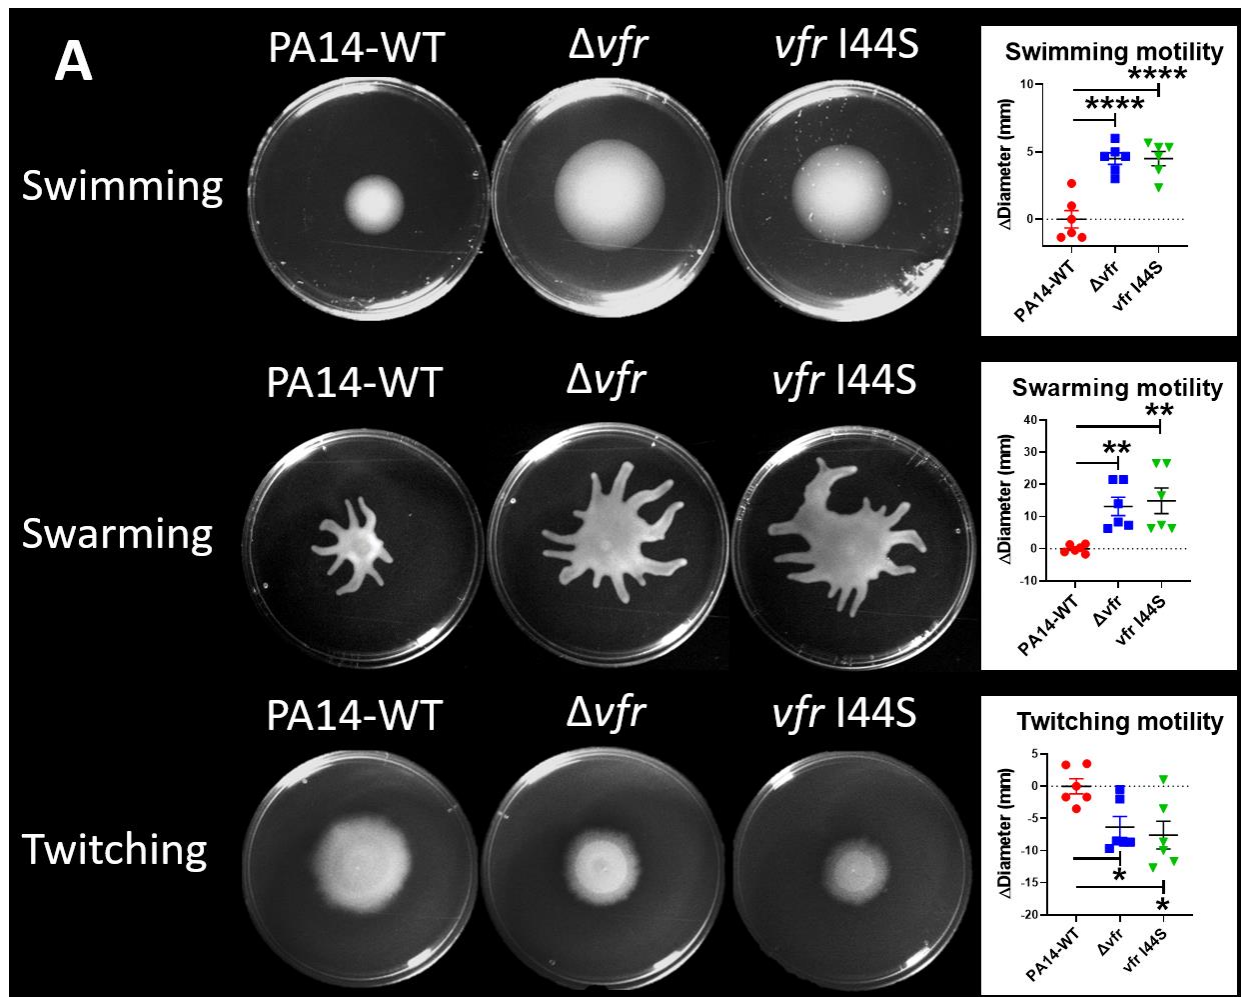 A
PA14-WT Δvfr vfr I44S
Swimming
Swimming motility
****
****
ΔDiameter (mm)
10
5
0
PA14-WT Δvfr vfr I44S
PA14-WT Δvfr vfr I44S
Swarming
Swarming motility
**
**
ΔDiameter (mm)
40
30
20
10
0
-10
PA14-WT Δvfr vfr I44S
PA14-WT Δvfr vfr I44S
Twitching
Twitching motility
ΔDiameter (mm)
5
0
-5
-10
-15
-20
*
*
PA14-WT Δvfr vfr I44S